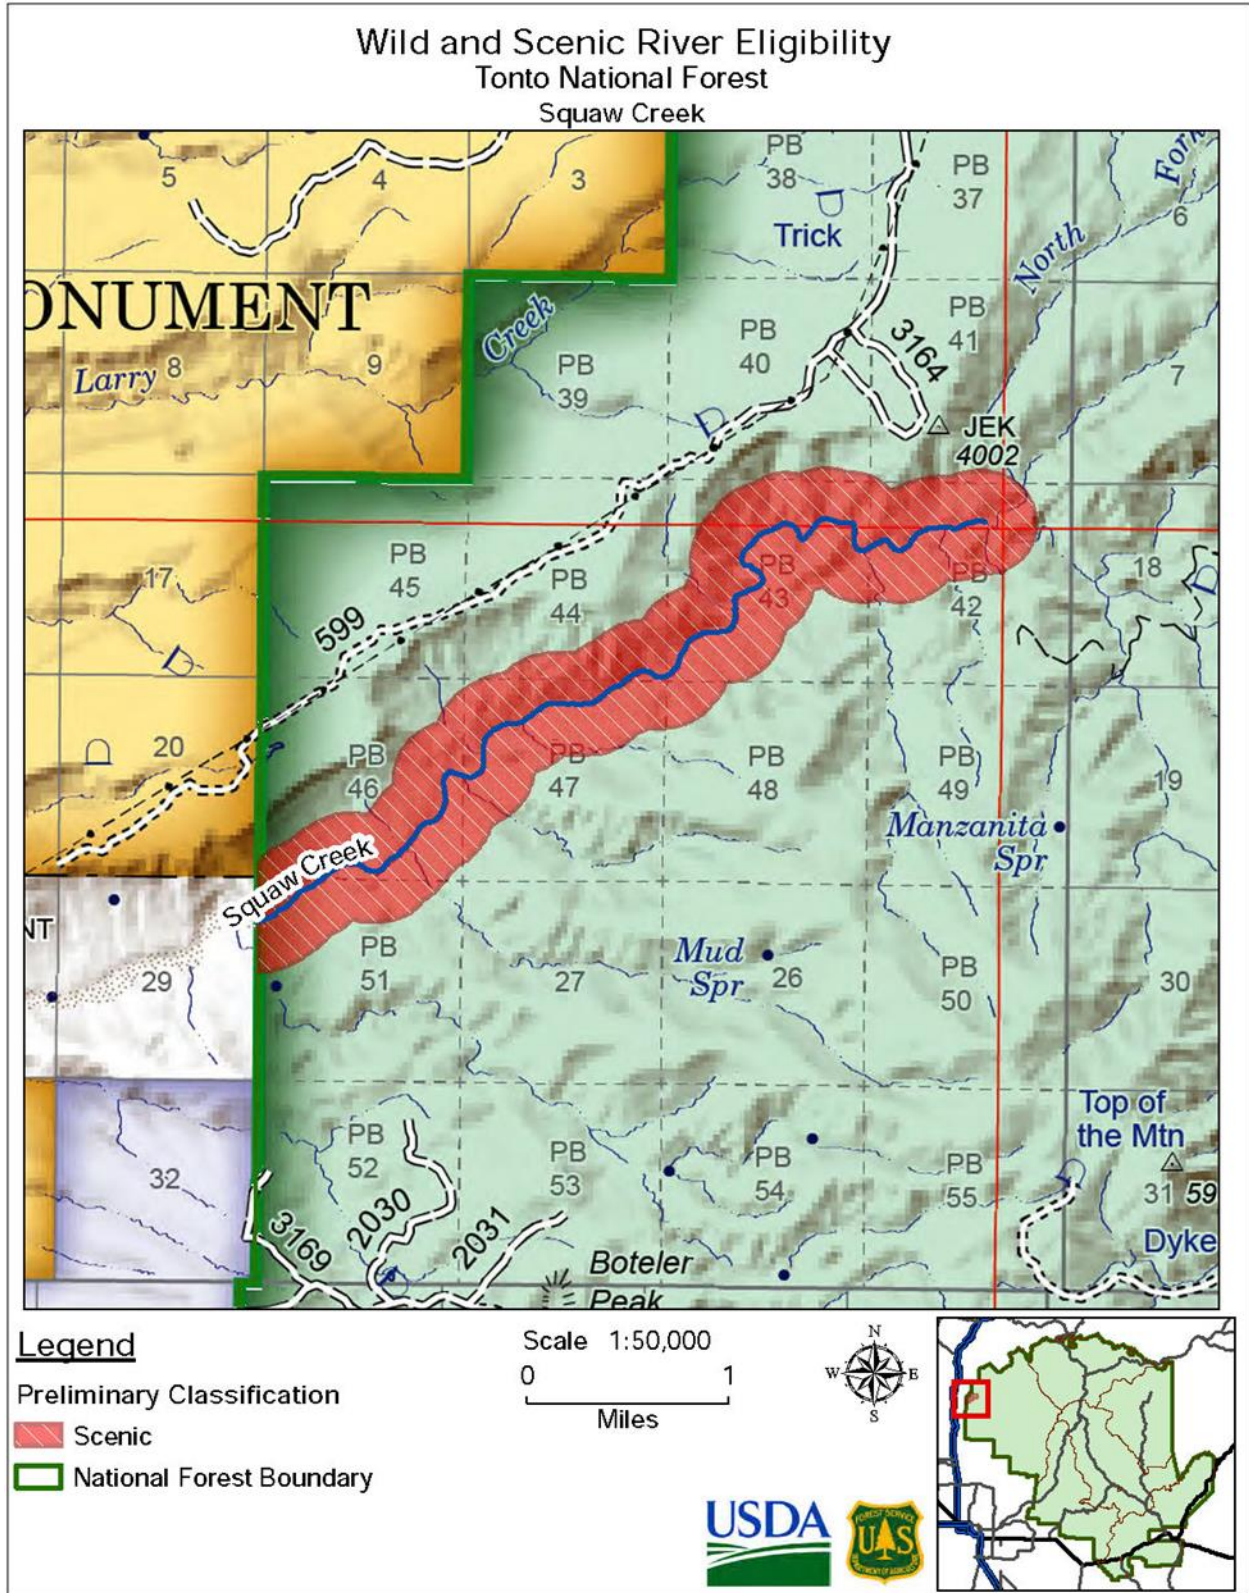 Wild and Scenic River Eligibility
Tonto National Forest
Squaw Creek
5
4
3
PB
38
PB
37
Fork
6
Trick
North
ONUMENT
Creek
PB
41
PB
40
3164
Larry
8
9
PB
39
7
JEK
4002
17
PB
45
PB
44
PB
43
PB
42
18
599
20
PB
46
PB
47
PB
48
PB
49
19
Manzanita
Spr
Squaw Creek
NT
29
PB
51
27
Mud
Spr
26
PB
50
30
Top of
the Mtn
32
PB
52
PB
53
PB
54
PB
55
31
59
3169
2030
2031
Dyke
Boteler
Peak
Legend
Preliminary Classification
Scenic
National Forest Boundary
Scale 1:50,000
0
1
Miles
N
W
E
S
USDA
FOREST SERVICE
U S
DEPARTMENT OF AGRICULTURE